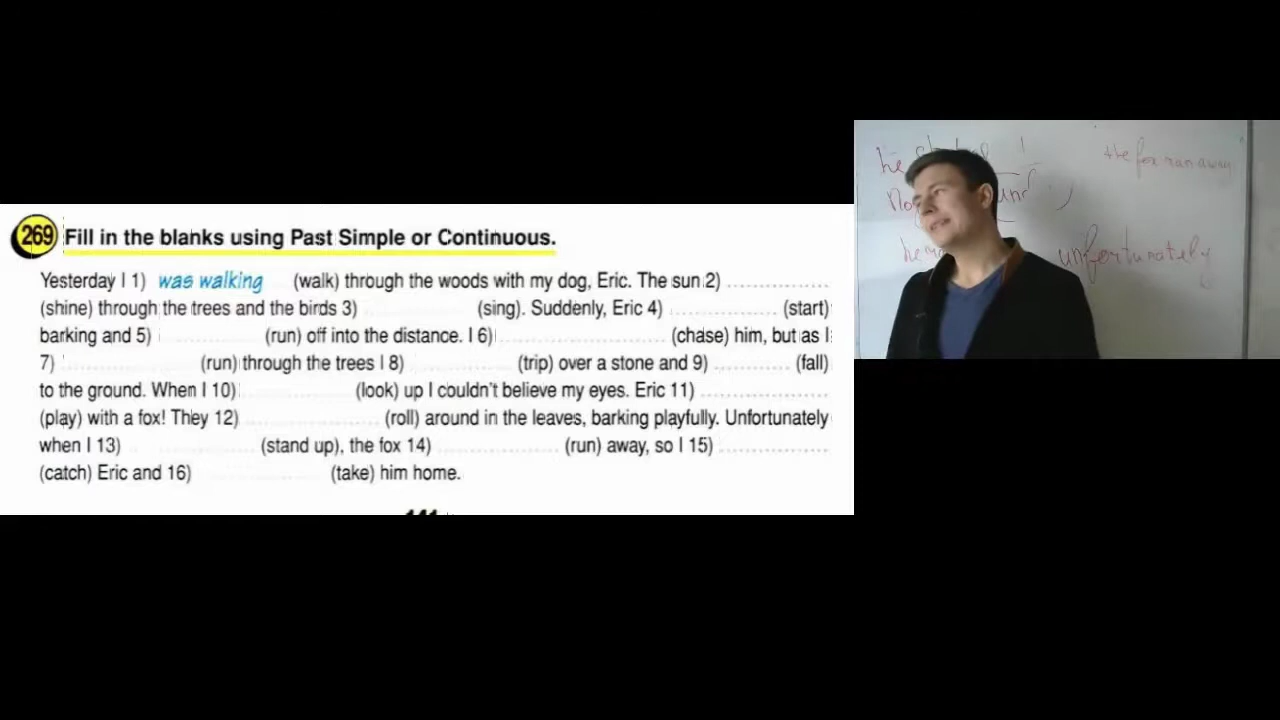 269 Fill in the blanks using Past Simple or Continuous.
Yesterday I 1) was walking (walk) through the woods with my dog, Eric. The sun 2) ....................
(shine) through the trees and the birds 3) .................... (sing). Suddenly, Eric 4) .................... (start)
barking and 5) .................... (run) off into the distance. I 6) .................... (chase) him, but as I
7) .................... (run) through the trees I 8) .................... (trip) over a stone and 9) .................... (fall)
to the ground. When I 10) .................... (look) up I couldn't believe my eyes. Eric 11) ....................
(play) with a fox! They 12) .................... (roll) around in the leaves, barking playfully. Unfortunately
when I 13) .................... (stand up), the fox 14) .................... (run) away, so I 15) ....................
(catch) Eric and 16) .................... (take) him home.
he
the fox ran away
unfortunately